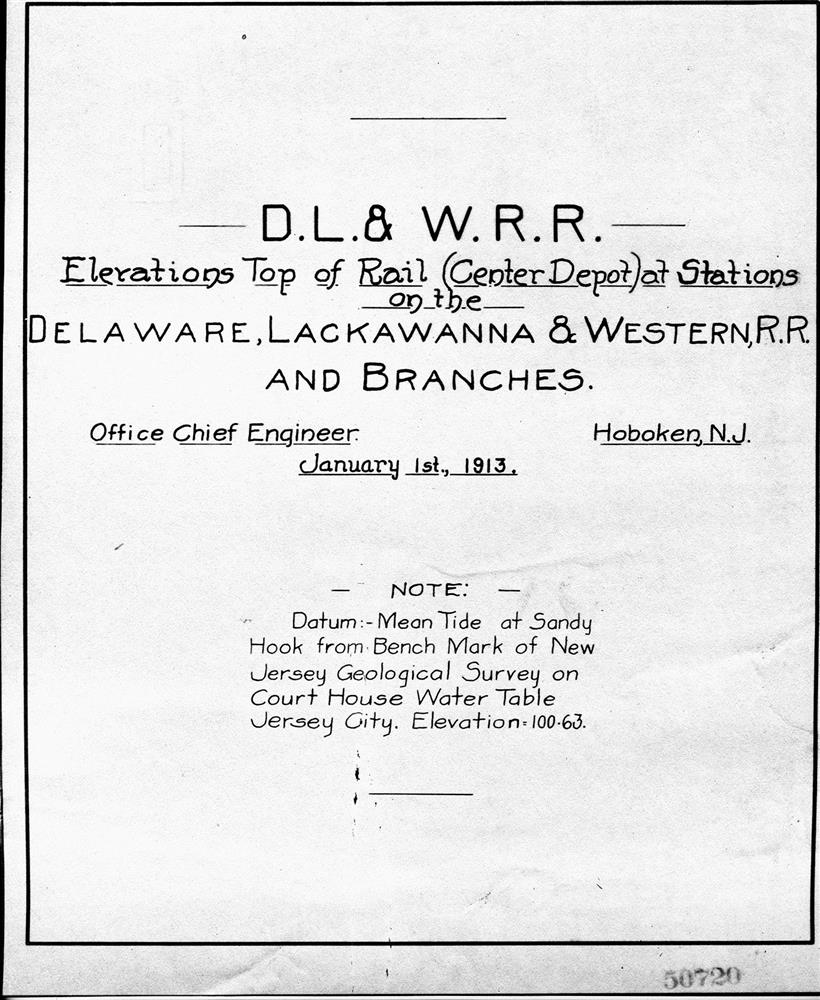 D.L.& W.R.R.
Elevations Top of Rail (Center Depot) at Stations
on the
DELAWARE, LACKAWANNA & WESTERN, R.R.
AND BRANCHES.
Office Chief Engineer. Hoboken, N.J.
January 1st., 1913.
— NOTE: —
Datum:- Mean Tide at Sandy
Hook from Bench Mark of New
Jersey Geological Survey on
Court House Water Table
Jersey City. Elevation=100.63.
50720